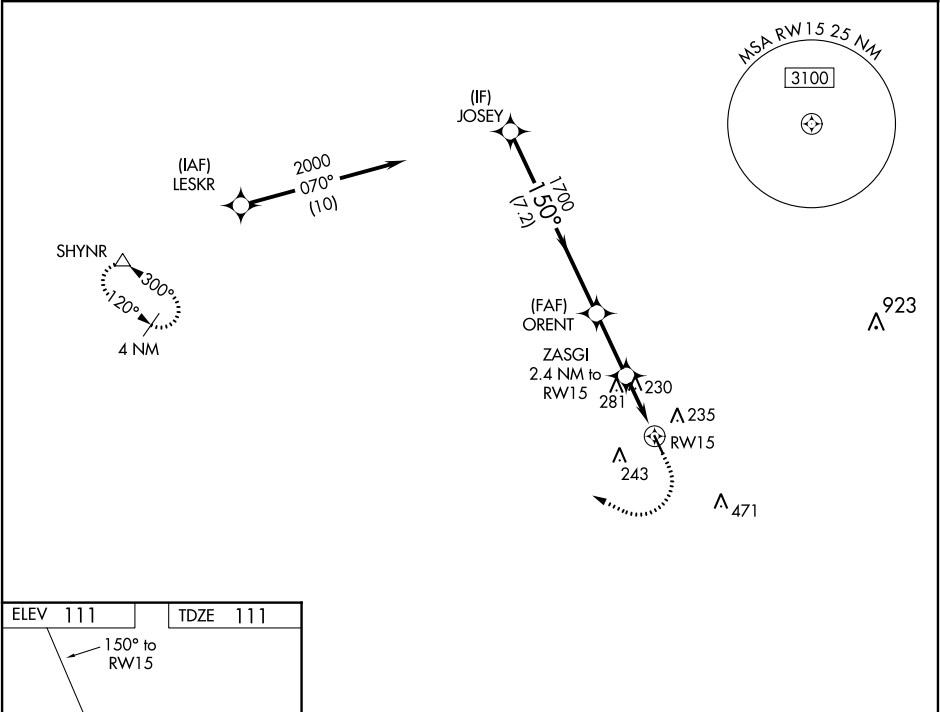 MSA RW15 25 NM
3100
(IF)
JOSEY
(IAF)
LESKR
2000
070°
(10)
1700
150°
(7.2)
SHYNR
300°
120°
4 NM
(FAF)
ORENT
923
ZASGI
2.4 NM to
RW15
281
230
235
RW15
243
471
ELEV 111
TDZE 111
150° to
RW15